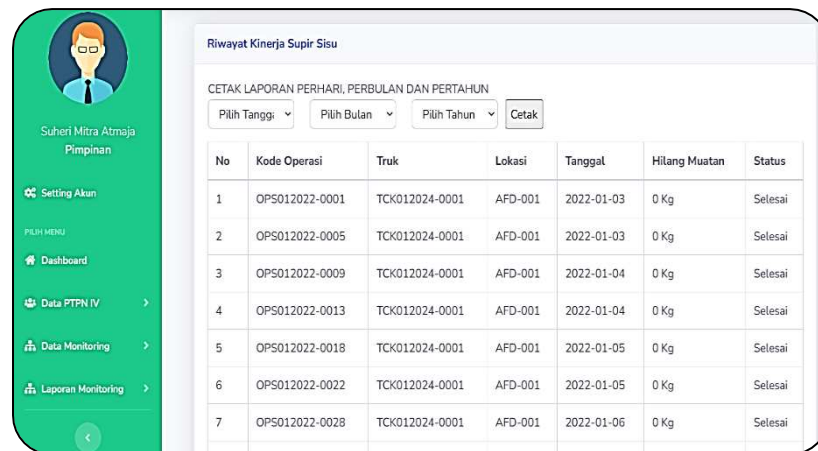 Suheri Mitra Atmaja
Pimpinan
Setting Akun
PILIH MENU
Dashboard
Data PTPN IV
Data Monitoring
Laporan Monitoring
Riwayat Kinerja Supir Sisu
CETAK LAPORAN PERHARI, PERBULAN DAN PERTAHUN
Pilih Tangga Pilih Bulan Pilih Tahun Cetak
No Kode Operasi Truk Lokasi Tanggal Hilang Muatan Status
1 OPS012022-0001 TCK012024-0001 AFD-001 2022-01-03 0 Kg Selesai
2 OPS012022-0005 TCK012024-0001 AFD-001 2022-01-03 0 Kg Selesai
3 OPS012022-0009 TCK012024-0001 AFD-001 2022-01-04 0 Kg Selesai
4 OPS012022-0013 TCK012024-0001 AFD-001 2022-01-04 0 Kg Selesai
5 OPS012022-0018 TCK012024-0001 AFD-001 2022-01-05 0 Kg Selesai
6 OPS012022-0022 TCK012024-0001 AFD-001 2022-01-05 0 Kg Selesai
7 OPS012022-0028 TCK012024-0001 AFD-001 2022-01-06 0 Kg Selesai